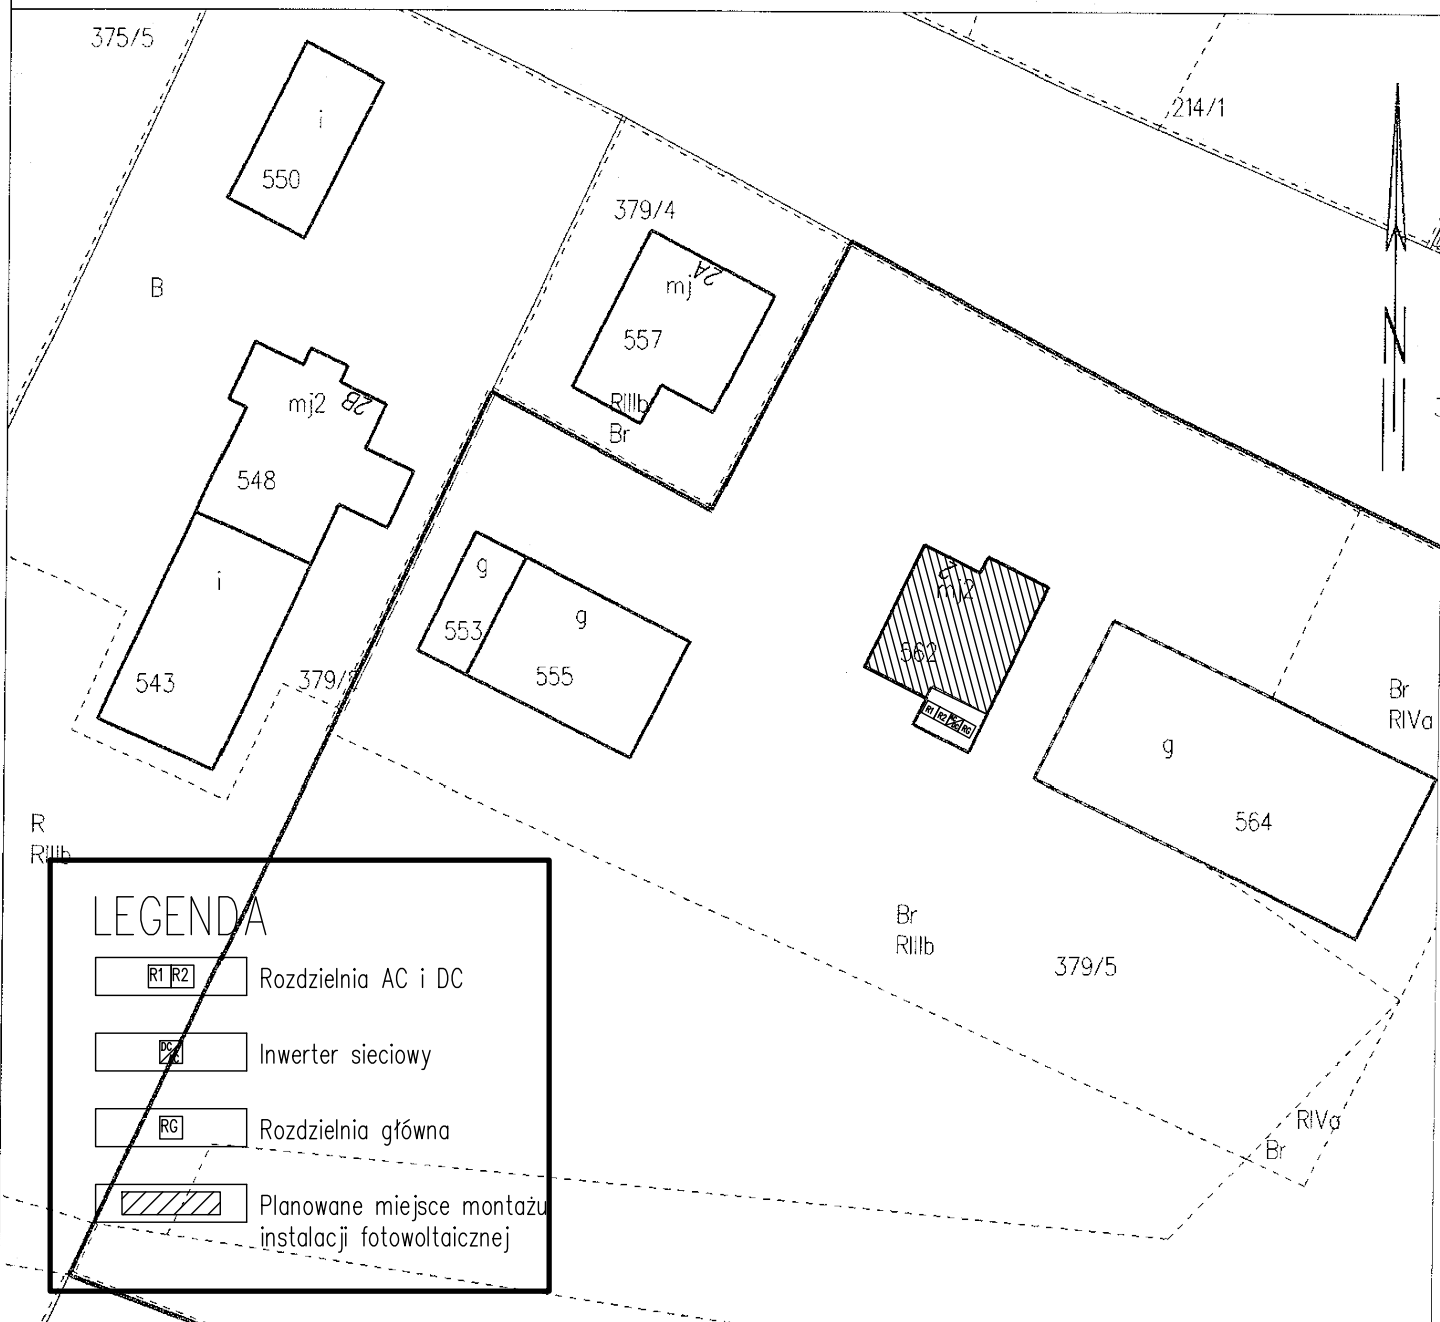 375/5
214/1
i
550
379/4
B
2A
mj
557
mj2
2B
RIIIb
Br
548
g
g
2
mj2
i
553
562
555
543
379/
R1 R2 RG
Br
RIVa
g
564
R
RIIIb
Br
RIIIb
379/5
RIVa
Br
N
LEGENDA
R1 R2 Rozdzielnia AC i DC
DC Inwerter sieciowy
RG Rozdzielnia główna
Planowane miejsce montażu
instalacji fotowoltaicznej